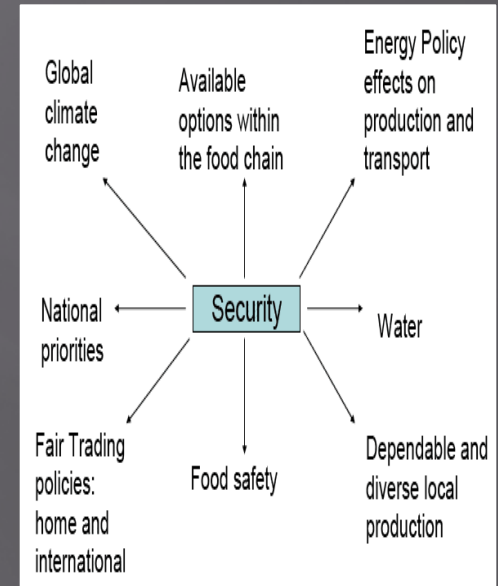 Global
climate
change
Available
options within
the food chain
Energy Policy
effects on
production and
transport
National
priorities
Security
Water
Fair Trading
policies:
home and
international
Food safety
Dependable and
diverse local
production